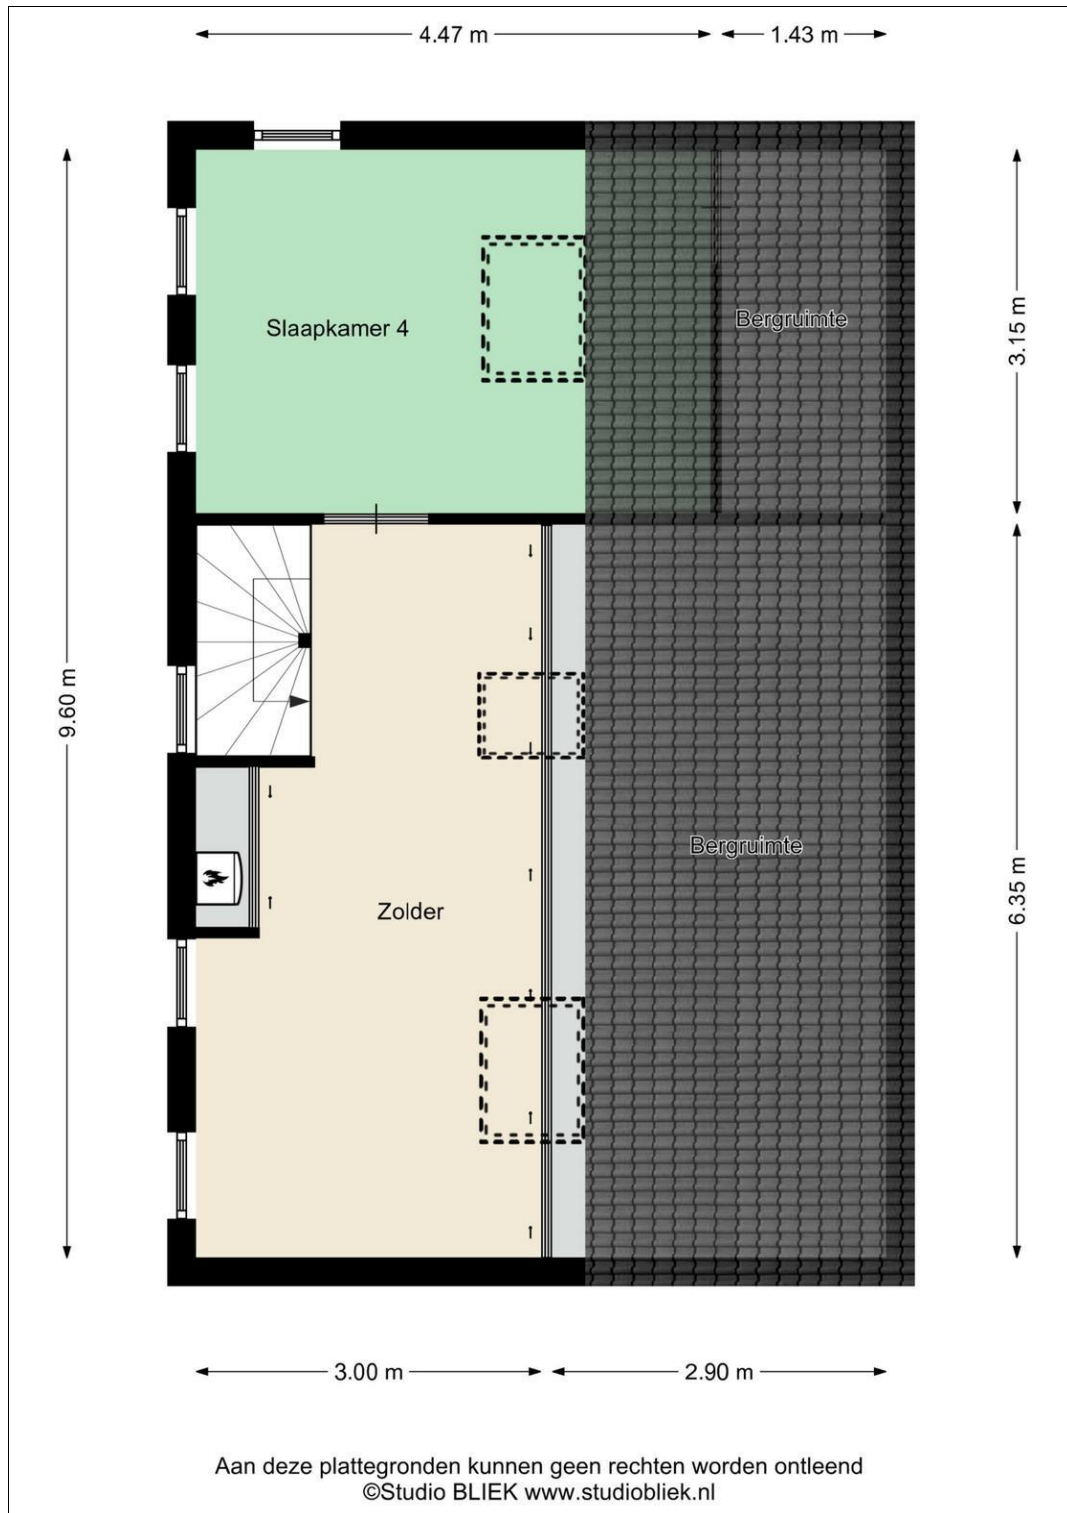 4.47 m
1.43 m
Slaapkamer 4
Bergruimte
3.15 m
9.60 m
Bergruimte
6.35 m
Zolder
3.00 m
2.90 m
Aan deze plattegronden kunnen geen rechten worden ontleend
©Studio BLIEK www.studiobliek.nl